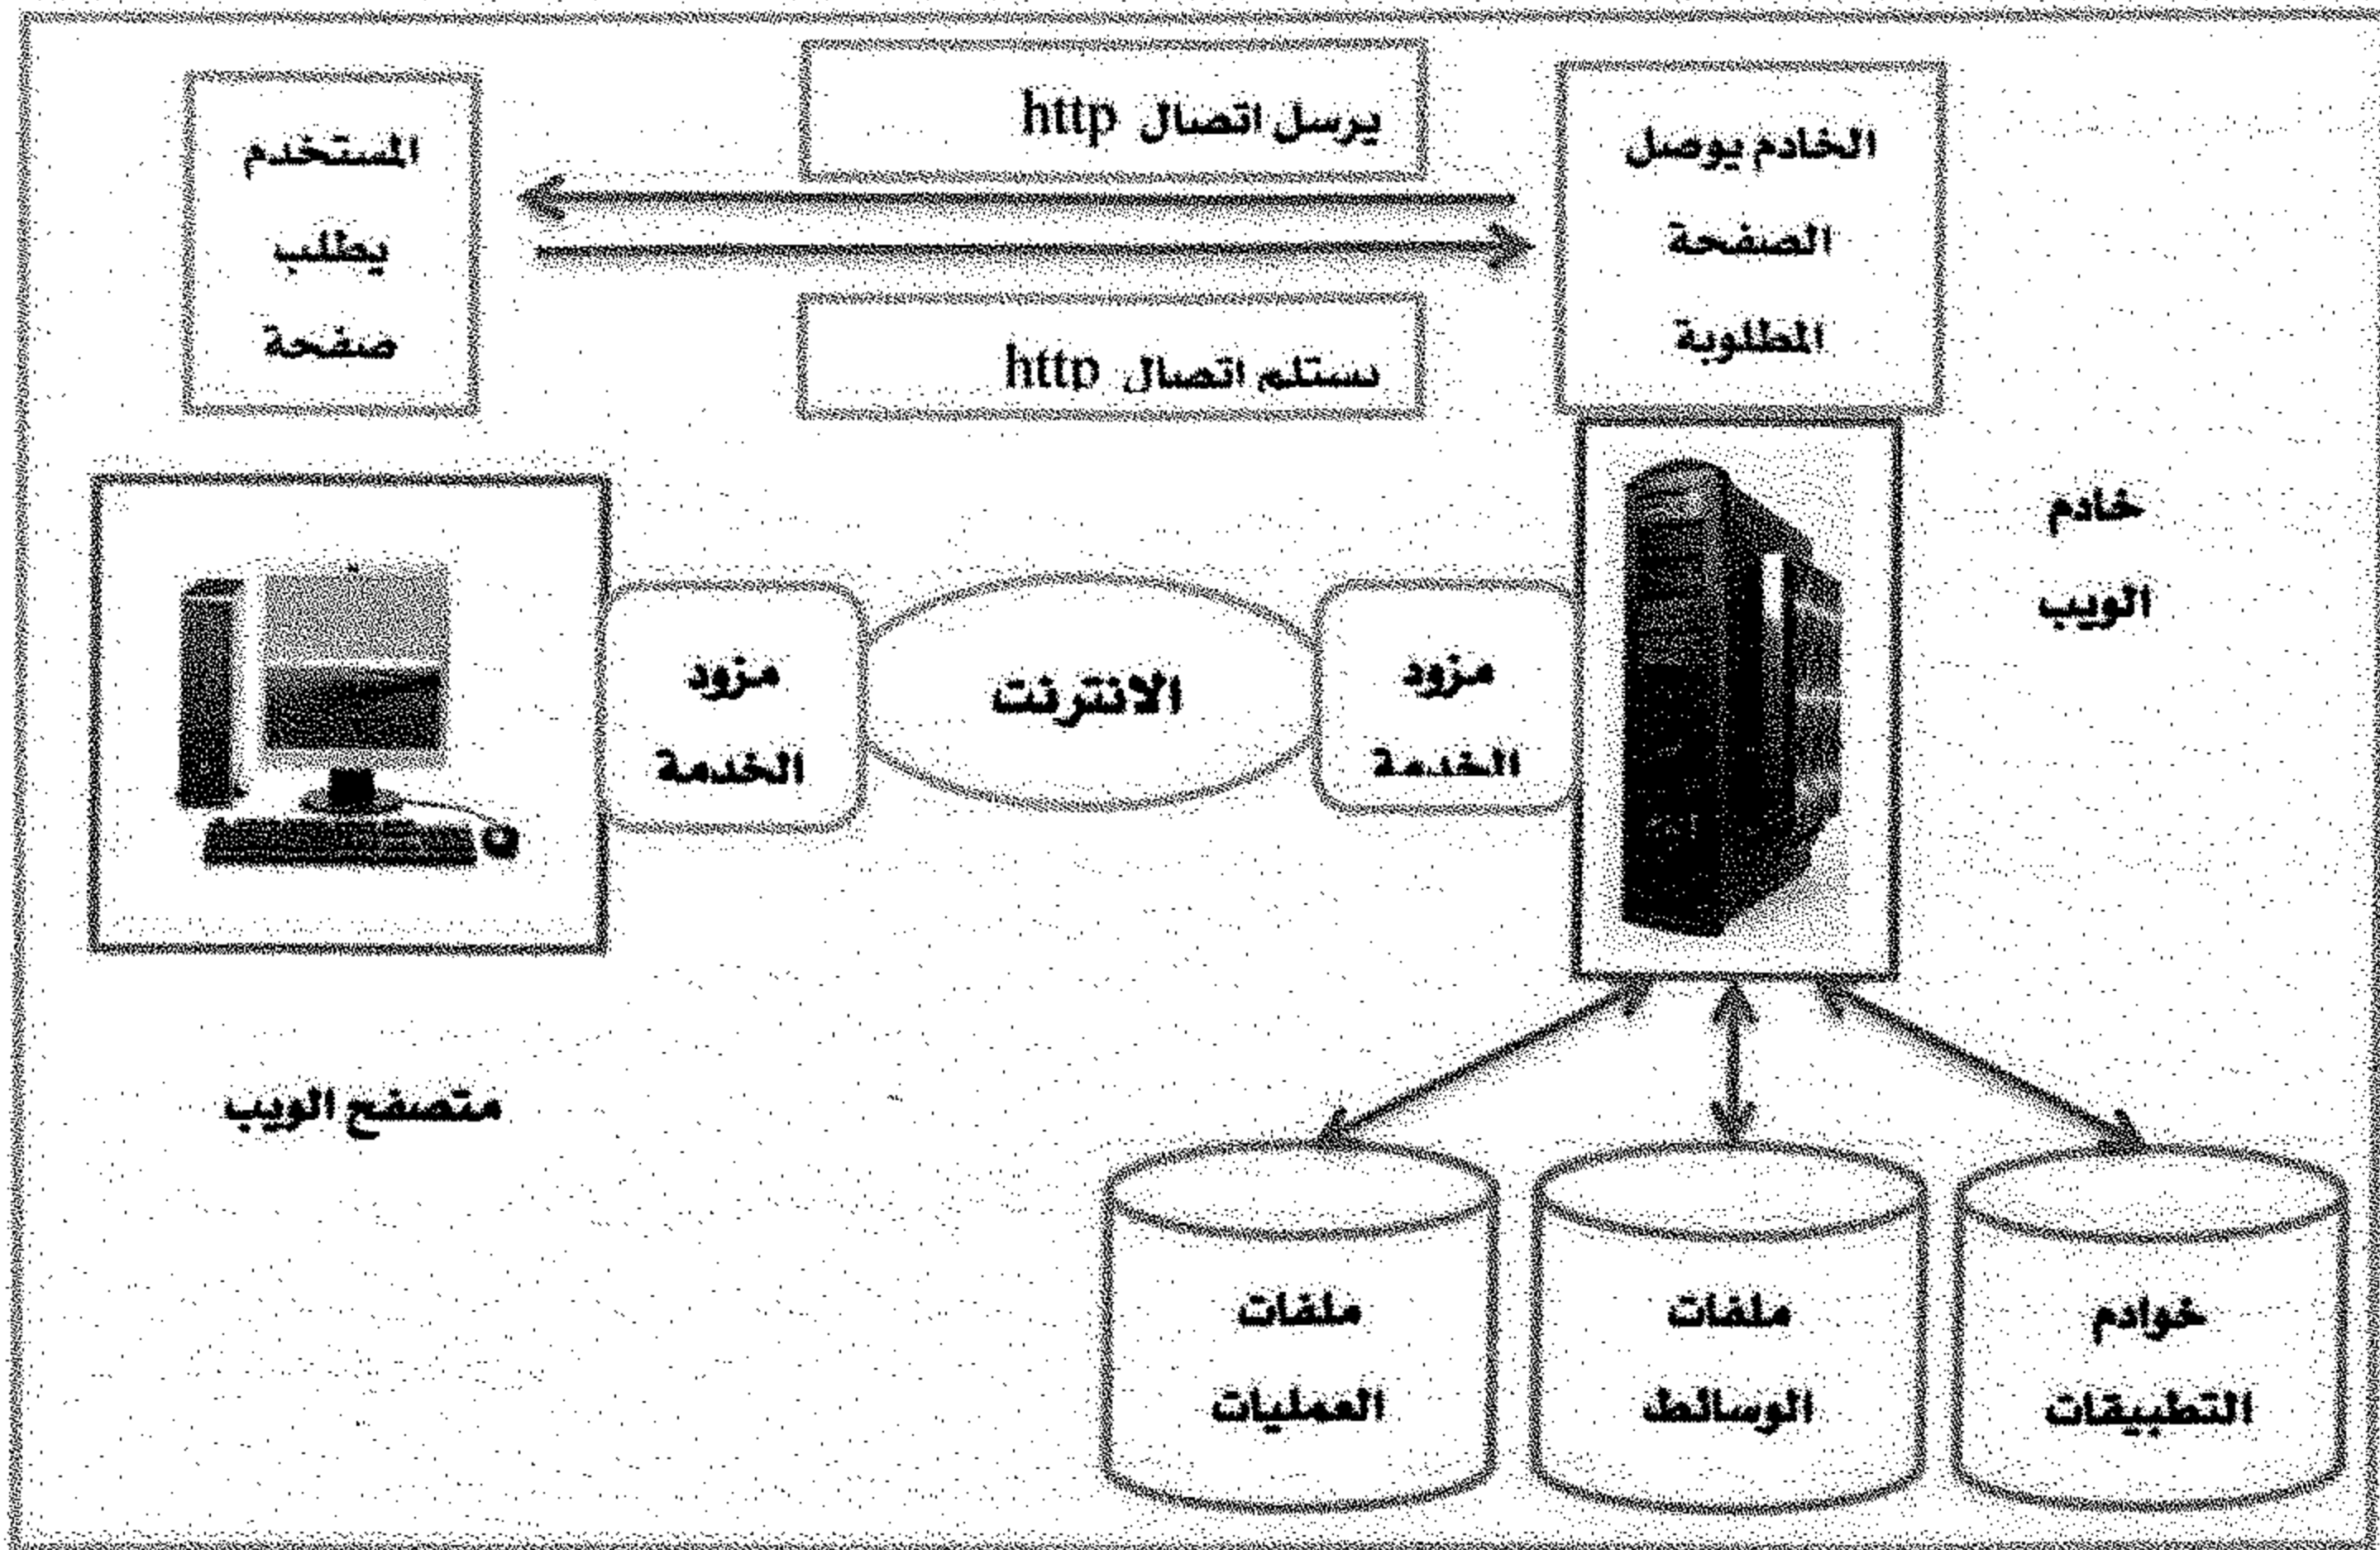 الخادم يوصل
الصفحة
المطلوبة
يرسل اتصال http
يستلم اتصال http
المستخدم
يطلب
صفحة
خادم
الويب
مزود
الخدمة
الانترنت
مزود
الخدمة
متصفح الويب
خوادم
التطبيقات
ملفات
الوسائط
ملفات
العمليات